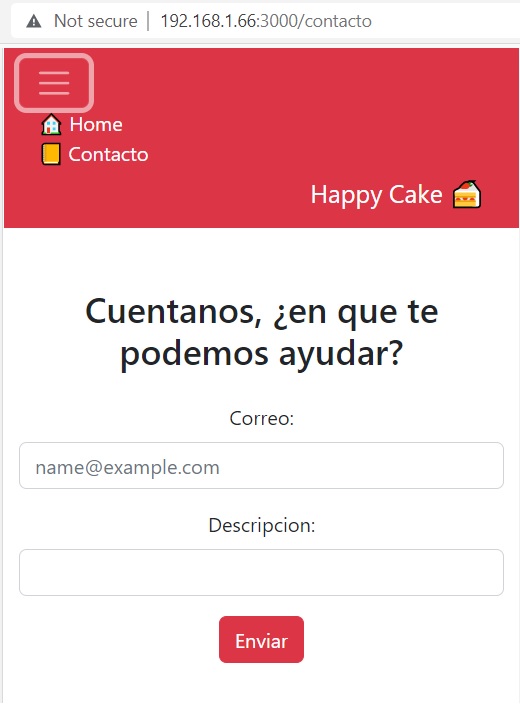 Not secure | 192.168.1.66:3000/contacto
Home
Contacto
Happy Cake
Cuentanos, ¿en que te
podemos ayudar?
Correo:
name@example.com
Descripcion:
Enviar